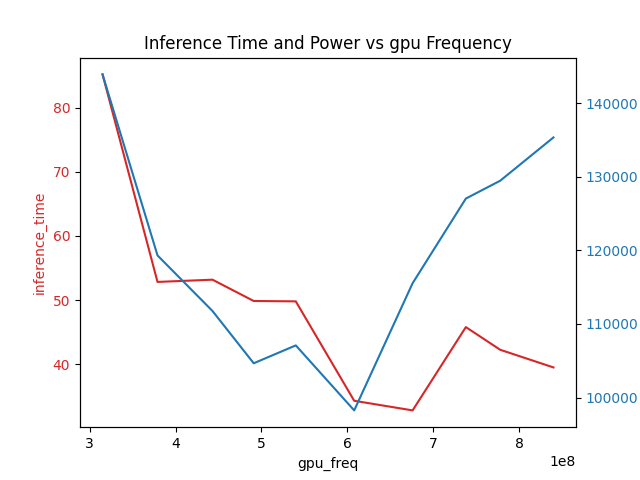 Inference Time and Power vs gpu Frequency
80
70
60
50
40
inference_time
140000
130000
120000
110000
100000
3 4 5 6 7 8
gpu_freq
1e8